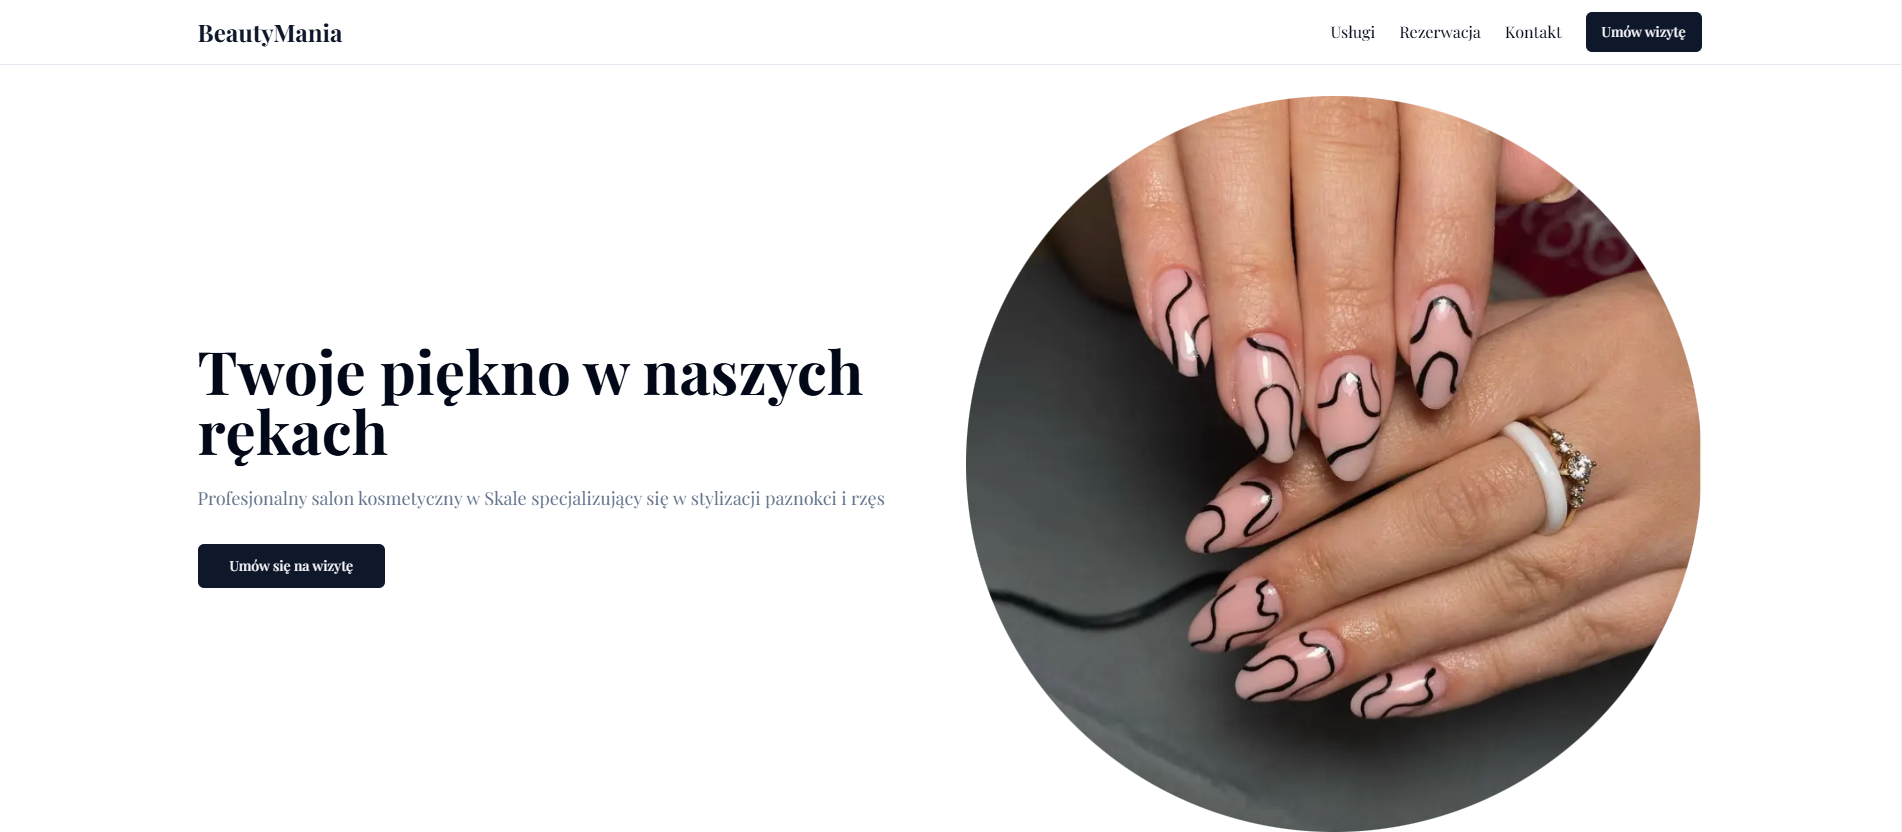 BeautyMania
Usługi Rezerwacja Kontakt Umów wizytę
Twoje piękno w naszych
rękach
Profesjonalny salon kosmetyczny w Skale specjalizujący się w stylizacji paznokci i rzęs
Umów się na wizytę